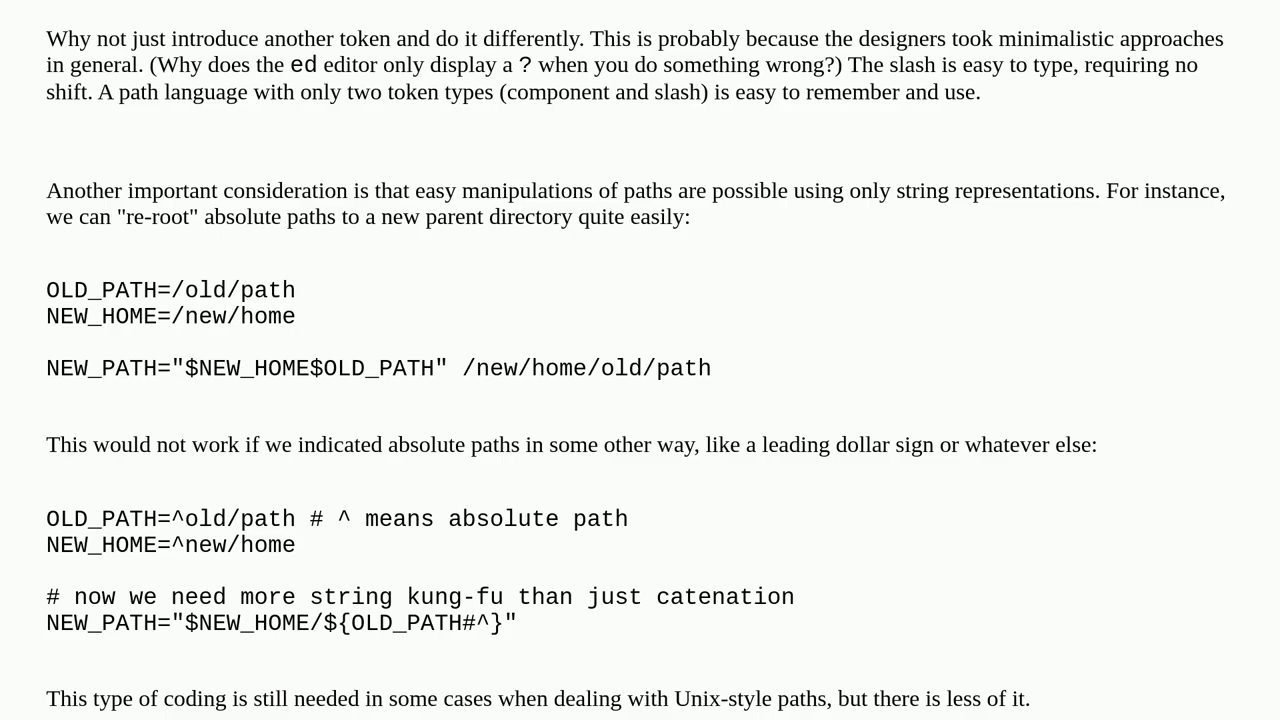 Why not just introduce another token and do it differently. This is probably because the designers took minimalistic approaches
in general. (Why does the ed editor only display a ? when you do something wrong?) The slash is easy to type, requiring no
shift. A path language with only two token types (component and slash) is easy to remember and use.
Another important consideration is that easy manipulations of paths are possible using only string representations. For instance,
we can "re-root" absolute paths to a new parent directory quite easily:
OLD_PATH=/old/path
NEW_HOME=/new/home
NEW_PATH="$NEW_HOME$OLD_PATH" /new/home/old/path
This would not work if we indicated absolute paths in some other way, like a leading dollar sign or whatever else:
OLD_PATH=^old/path # ^ means absolute path
NEW_HOME=^new/home
# now we need more string kung-fu than just catenation
NEW_PATH="$NEW_HOME/${OLD_PATH#^}"
This type of coding is still needed in some cases when dealing with Unix-style paths, but there is less of it.